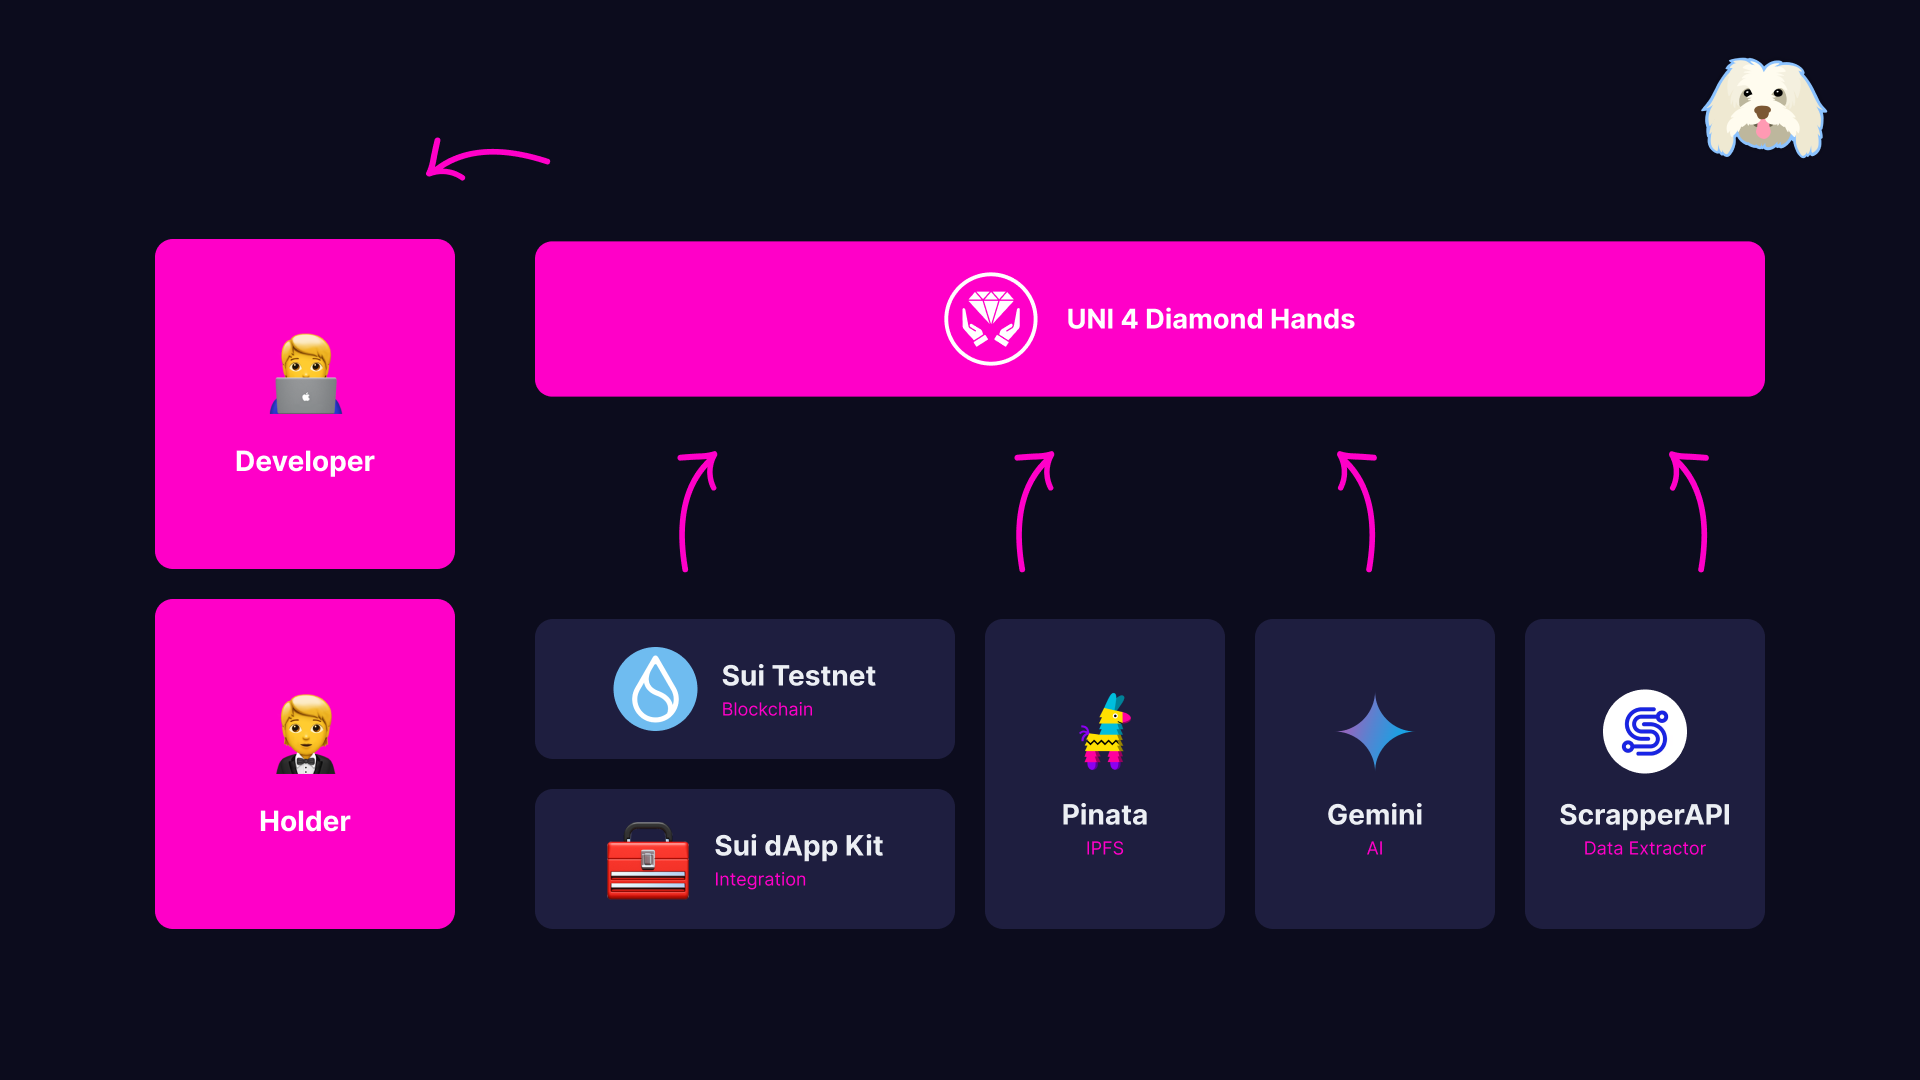 Developer
Holder
UNI 4 Diamond Hands
Sui Testnet
Blockchain
Sui dApp Kit
Integration
Pinata
IPFS
Gemini
AI
ScrapperAPI
Data Extractor